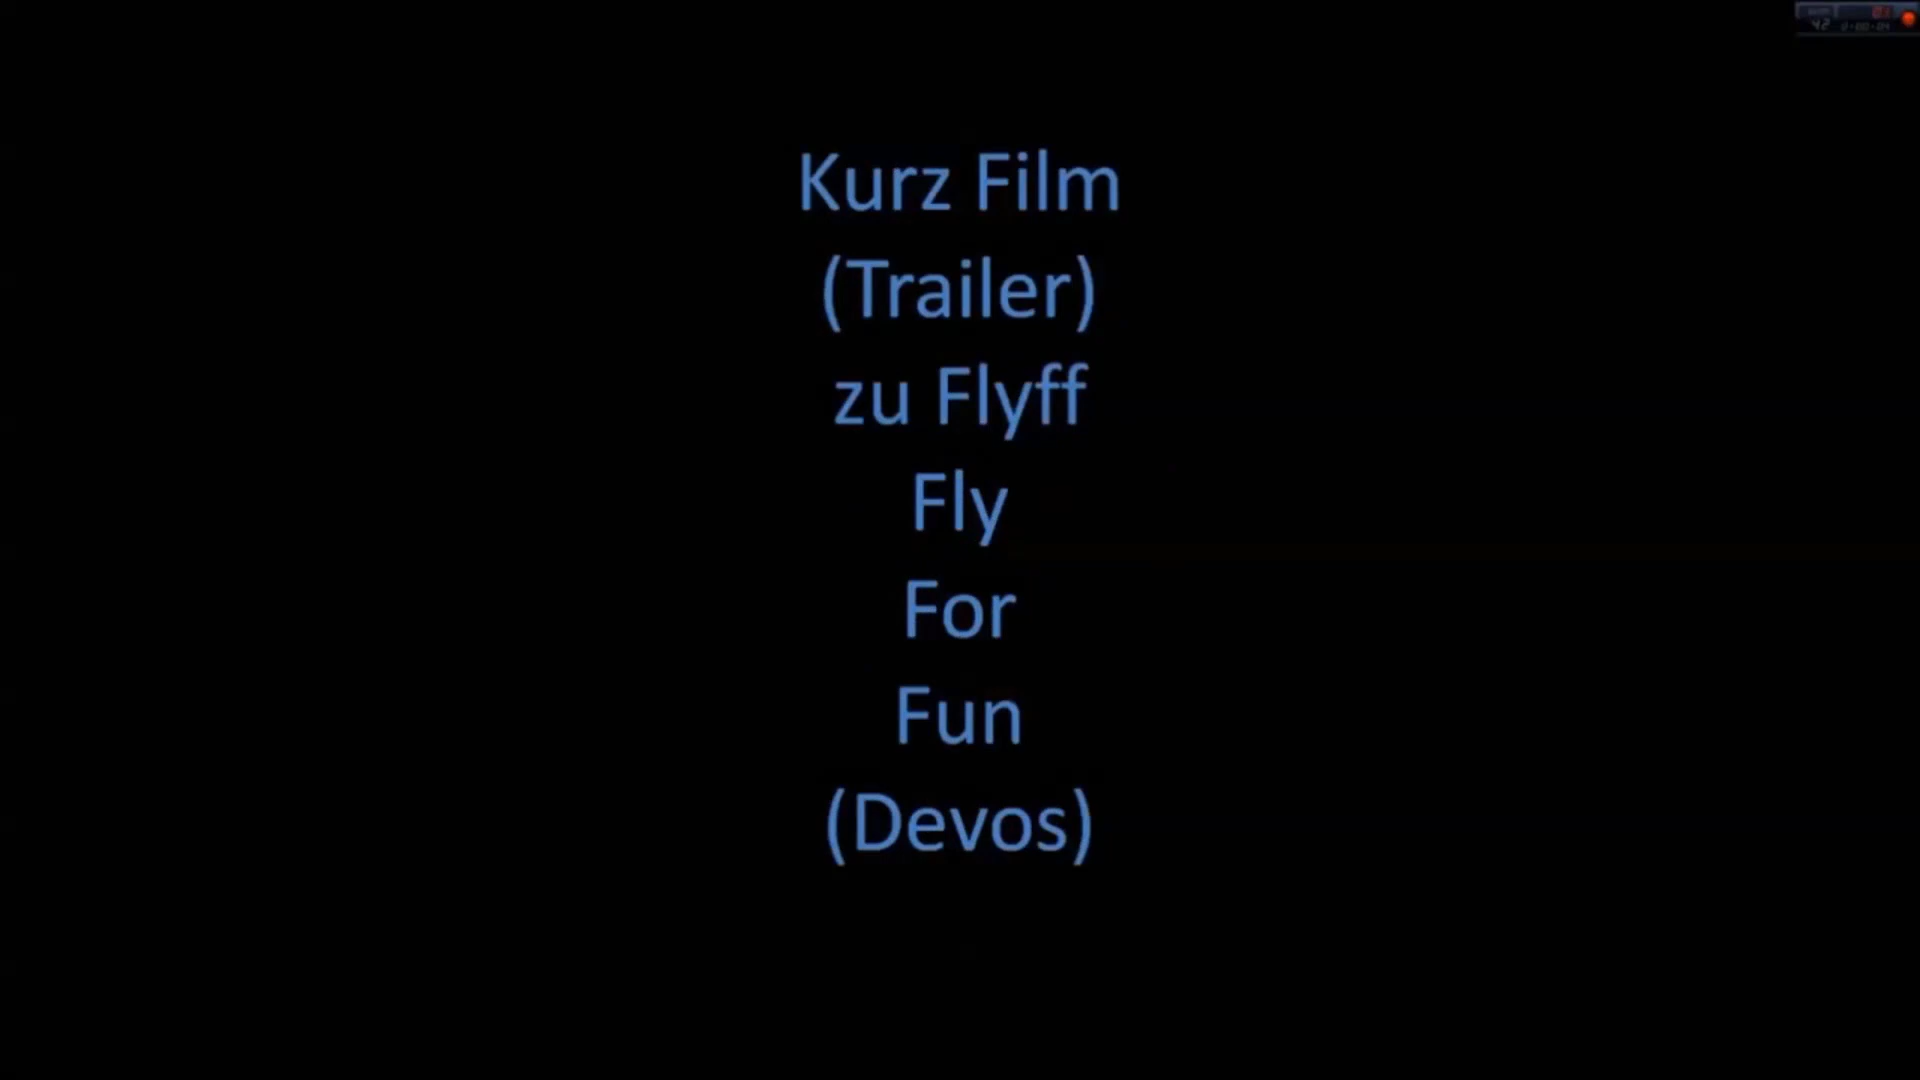 Kurz Film
(Trailer)
zu Flyff
Fly
For
Fun
(Devos)